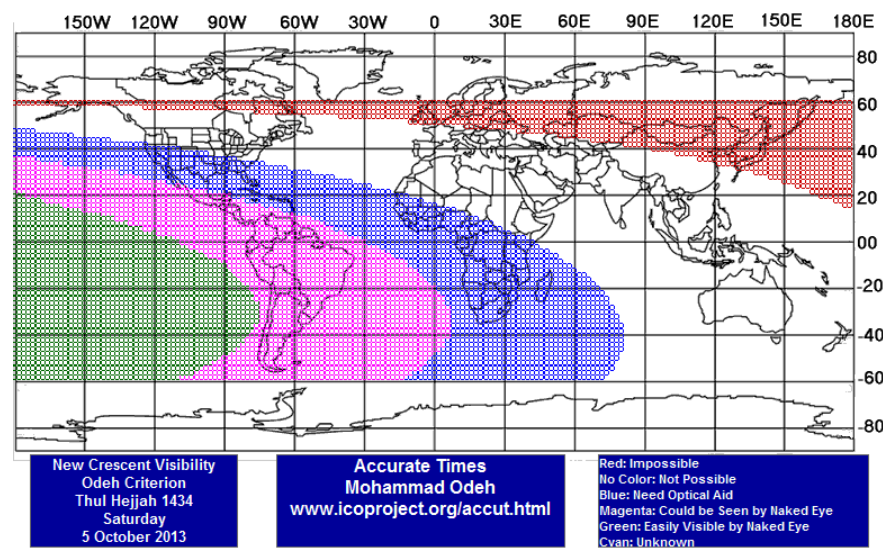 150W 120W 90W 60W 30W 0 30E 60E 90E 120E 150E 180E
80
60
40
20
00
-20
-40
-60
-80
New Crescent Visibility
Odeh Criterion
Thul Hejjah 1434
Saturday
5 October 2013
Accurate Times
Mohammad Odeh
www.icoproject.org/accut.html
Red: Impossible
No Color: Not Possible
Blue: Need Optical Aid
Magenta: Could be Seen by Naked Eye
Green: Easily Visible by Naked Eye
Cyan: Unknown